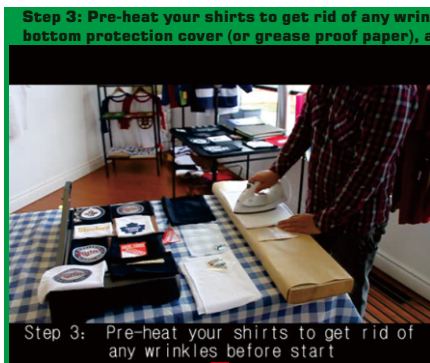 Step 3: Pre-heat your shirts to get rid of any
bottom protection cover (or grease proof paper),
Step 3: Pre-heat your shirts to get rid of
any wrinkles before start